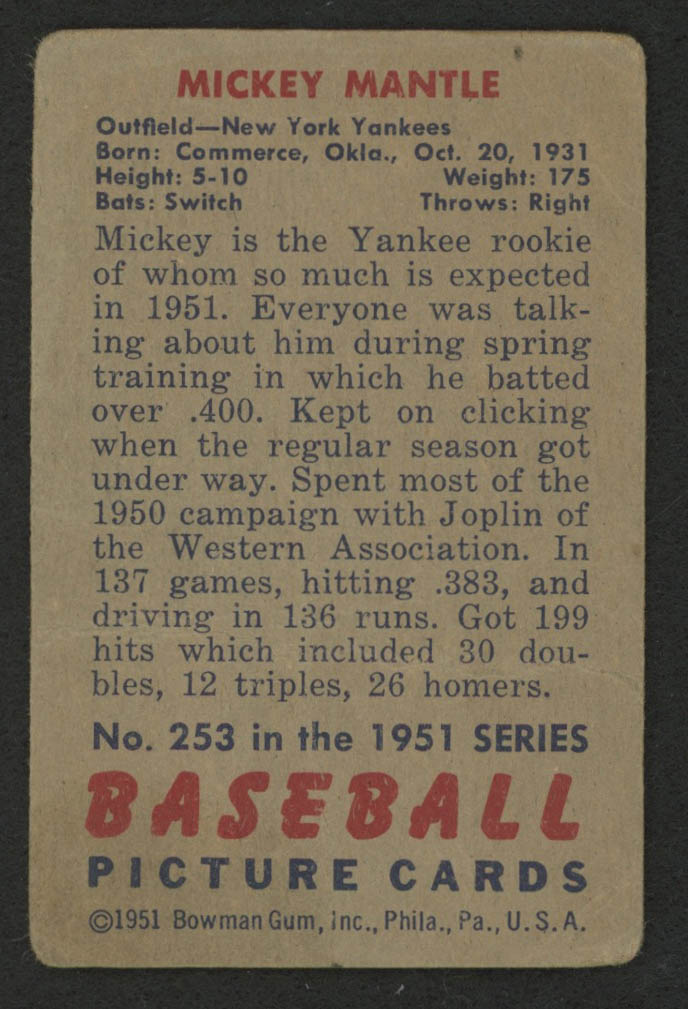 MICKEY MANTLE
Outfield—New York Yankees
Born: Commerce, Okla., Oct. 20, 1931
Height: 5-10 Weight: 175
Bats: Switch Throws: Right
Mickey is the Yankee rookie
of whom so much is expected
in 1951. Everyone was talk-
ing about him during spring
training in which he batted
over .400. Kept on clicking
when the regular season got
under way. Spent most of the
1950 campaign with Joplin of
the Western Association. In
137 games, hitting .383, and
driving in 136 runs. Got 199
hits which included 30 dou-
bles, 12 triples, 26 homers.
No. 253 in the 1951 SERIES
BASEBALL
PICTURE CARDS
©1951 Bowman Gum, Inc., Phila., Pa., U. S. A.